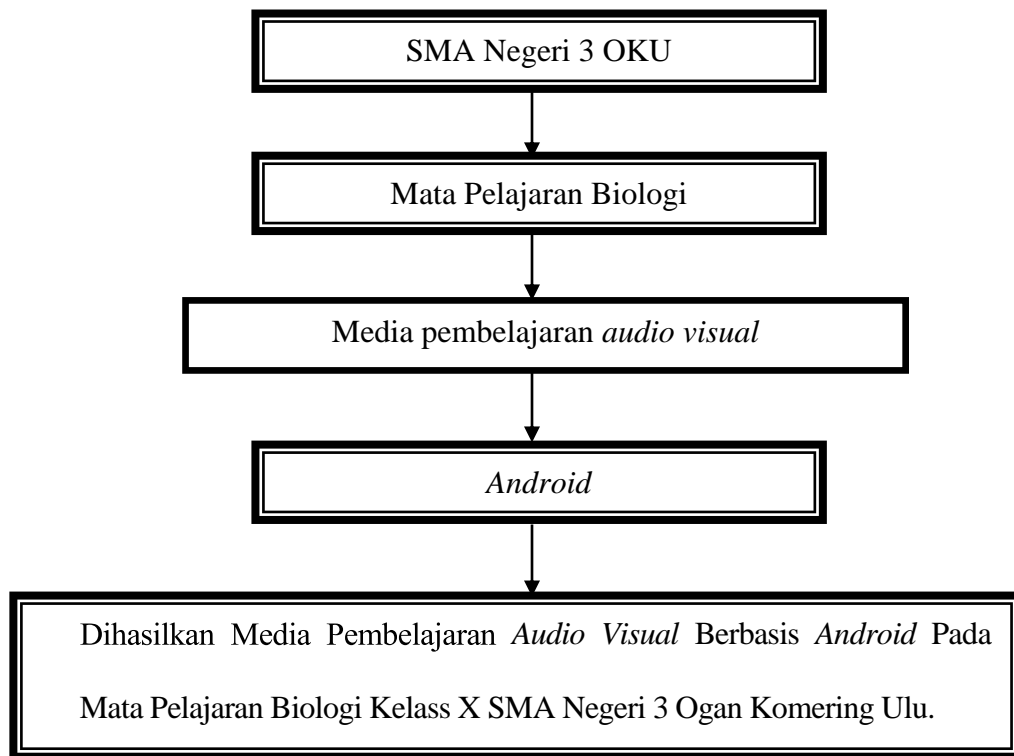 SMA Negeri 3 OKU
Mata Pelajaran Biologi
Media pembelajaran audio visual
Android
Dihasilkan Media Pembelajaran Audio Visual Berbasis Android Pada
Mata Pelajaran Biologi Kelass X SMA Negeri 3 Ogan Komering Ulu.